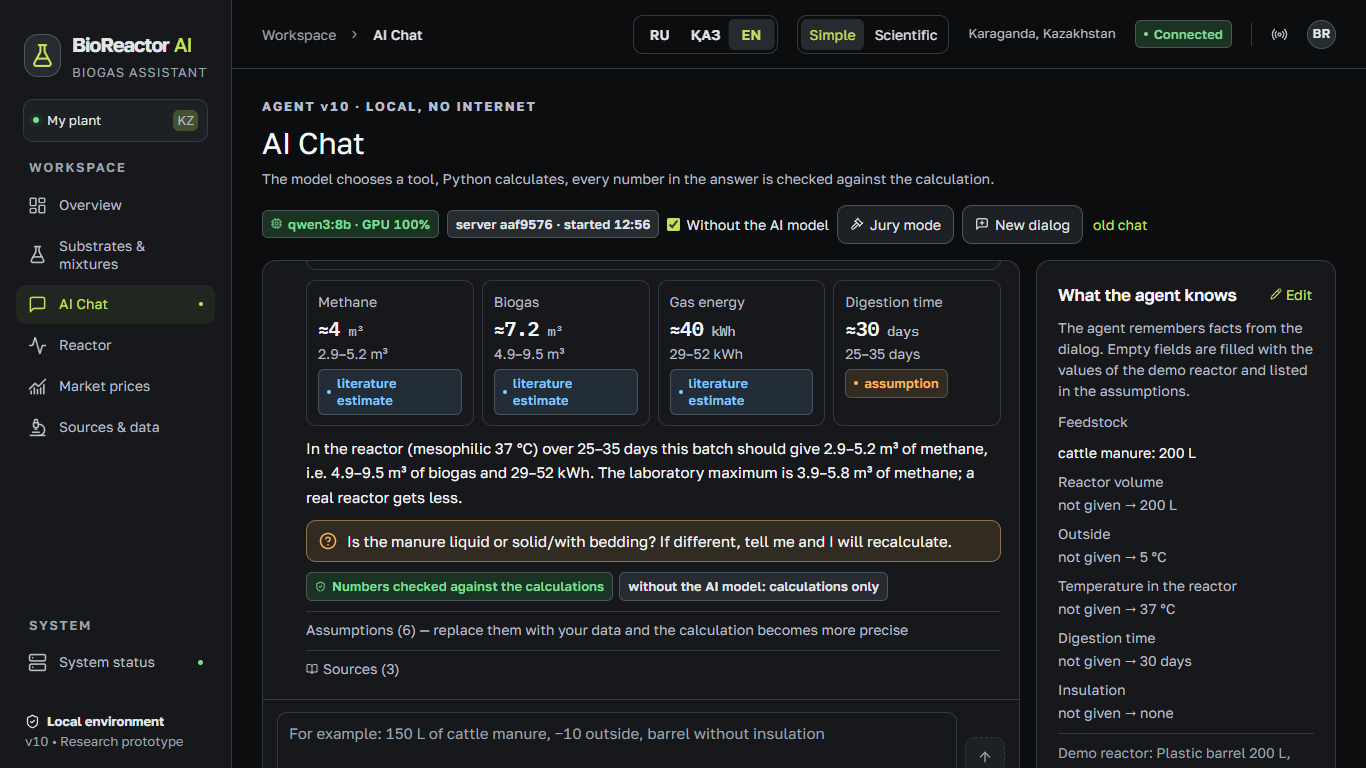 BioReactor AI
BIOGAS ASSISTANT
My plant KZ
WORKSPACE
Overview
Substrates &
mixtures
AI Chat
Reactor
Market prices
Sources & data
SYSTEM
System status
Local environment
v10 • Research prototype
Workspace > AI Chat
RU ҚАЗ EN
Simple Scientific
Karaganda, Kazakhstan
Connected
BR
AGENT v10 · LOCAL, NO INTERNET
AI Chat
The model chooses a tool, Python calculates, every number in the answer is checked against the calculation.
qwen3:8b · GPU 100%
server aaf9576 · started 12:56
Without the AI model
Jury mode
New dialog
old chat
Methane
≈4 m³
2.9–5.2 m³
literature
estimate
Biogas
≈7.2 m³
4.9–9.5 m³
literature
estimate
Gas energy
≈40 kWh
29–52 kWh
literature
estimate
Digestion time
≈30 days
25–35 days
assumption
In the reactor (mesophilic 37 °C) over 25–35 days this batch should give 2.9–5.2 m³ of methane,
i.e. 4.9–9.5 m³ of biogas and 29–52 kWh. The laboratory maximum is 3.9–5.8 m³ of methane; a
real reactor gets less.
Is the manure liquid or solid/with bedding? If different, tell me and I will recalculate.
Numbers checked against the calculations
without the AI model: calculations only
Assumptions (6) — replace them with your data and the calculation becomes more precise
Sources (3)
For example: 150 L of cattle manure, −10 outside, barrel without insulation
What the agent knows
Edit
The agent remembers facts from the
dialog. Empty fields are filled with the
values of the demo reactor and listed
in the assumptions.
Feedstock
cattle manure: 200 L
Reactor volume
not given → 200 L
Outside
not given → 5 °C
Temperature in the reactor
not given → 37 °C
Digestion time
not given → 30 days
Insulation
not given → none
Demo reactor: Plastic barrel 200 L,